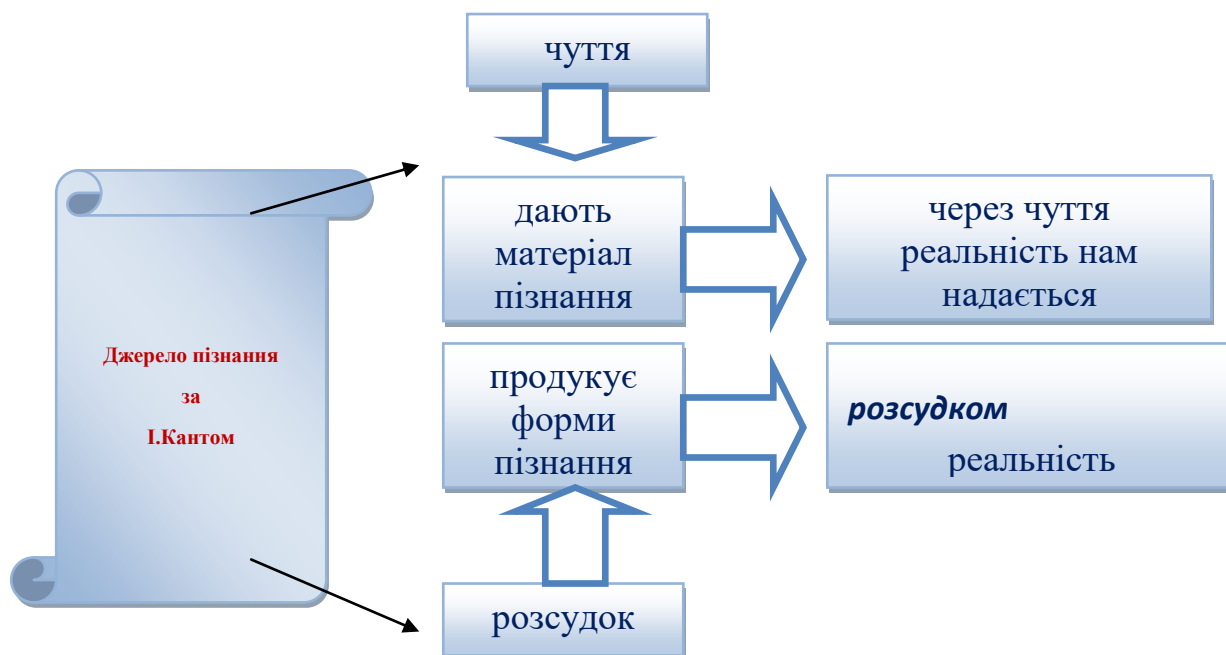 чуття
дають
матеріал
пізнання
через чуття
реальність нам
надається
Джерело пізнання
за
І.Кантом
продукує
форми
пізнання
розсудком
реальність
розсудок